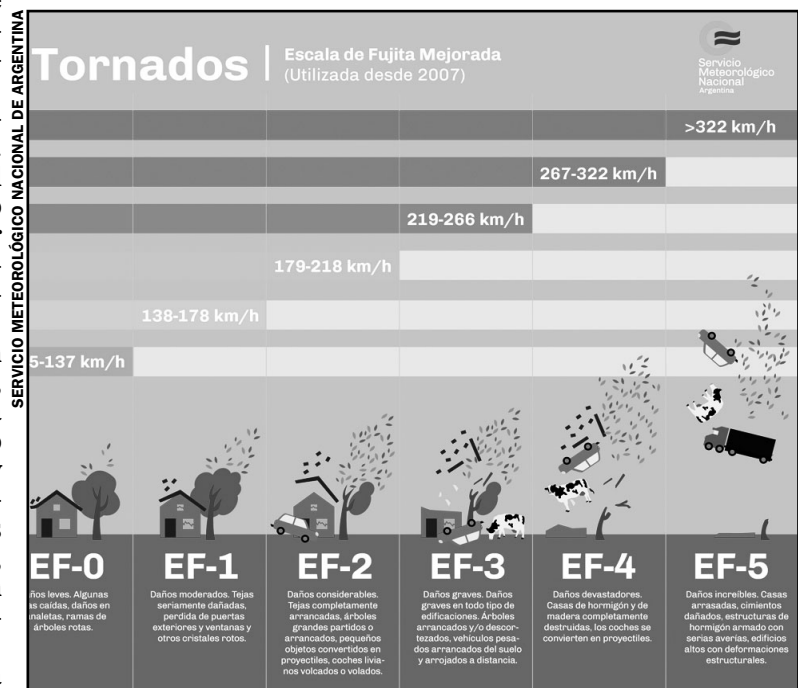 SERVICIO METEOROLÓGICO NACIONAL DE ARGENTINA
Tornados
Escala de Fujita Mejorada
(Utilizada desde 2007)
Servicio
Meteorológico
Nacional
Argentina
>322 km/h
267-322 km/h
219-266 km/h
179-218 km/h
138-178 km/h
5-137 km/h
EF-0
leves. Algunas
caídas, daños en
ramas de
árboles rotas.
EF-1
Daños moderados. Tejas
seriamente dañadas,
perdida de puertas
exteriores y ventanas y
otros cristales rotos.
EF-2
Daños considerables.
Tejas completamente
arrancadas, árboles
grandes partidos o
arrancados, pequeños
objetos convertidos en
proyectiles, coches livia-
nos volcados o volados.
EF-3
Daños graves. Daños
graves en todo tipo de
edificaciones. Árboles
arrancados y/o descor-
tezados, vehículos pesa-
dos arrancados del suelo
y arrojados a distancia.
EF-4
Daños devastadores.
Casas de hormigón y de
madera completamente
destruidas, los coches se
convierten en proyectiles.
EF-5
Daños increíbles. Casas
arrasadas, cimientos
dañados, estructuras de
hormigón armado con
serias averías, edificios
altos con deformaciones
estructurales.